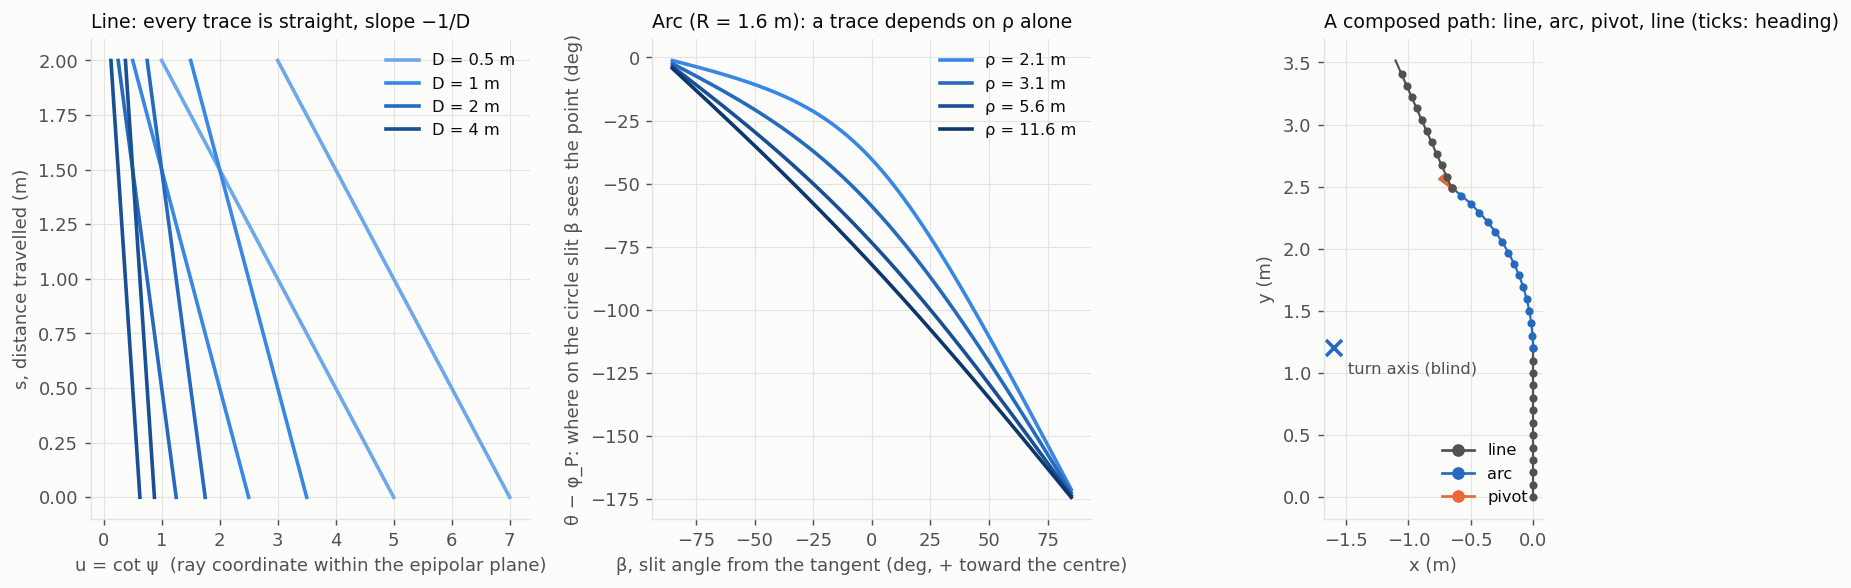 Line: every trace is straight, slope −1/D
s, distance travelled (m)
2.00
1.75
1.50
1.25
1.00
0.75
0.50
0.25
0.00
0 1 2 3 4 5 6 7
u = cot ψ (ray coordinate within the epipolar plane)
D = 0.5 m
D = 1 m
D = 2 m
D = 4 m
Arc (R = 1.6 m): a trace depends on ρ alone
θ − φ_P: where on the circle slit β sees the point (deg)
0
−25
−50
−75
−100
−125
−150
−175
−75 −50 −25 0 25 50 75
β, slit angle from the tangent (deg, + toward the centre)
ρ = 2.1 m
ρ = 3.1 m
ρ = 5.6 m
ρ = 11.6 m
A composed path: line, arc, pivot, line (ticks: heading)
y (m)
3.5
3.0
2.5
2.0
1.5
1.0
0.5
0.0
−1.5 −1.0 −0.5 0.0
x (m)
turn axis (blind)
line
arc
pivot